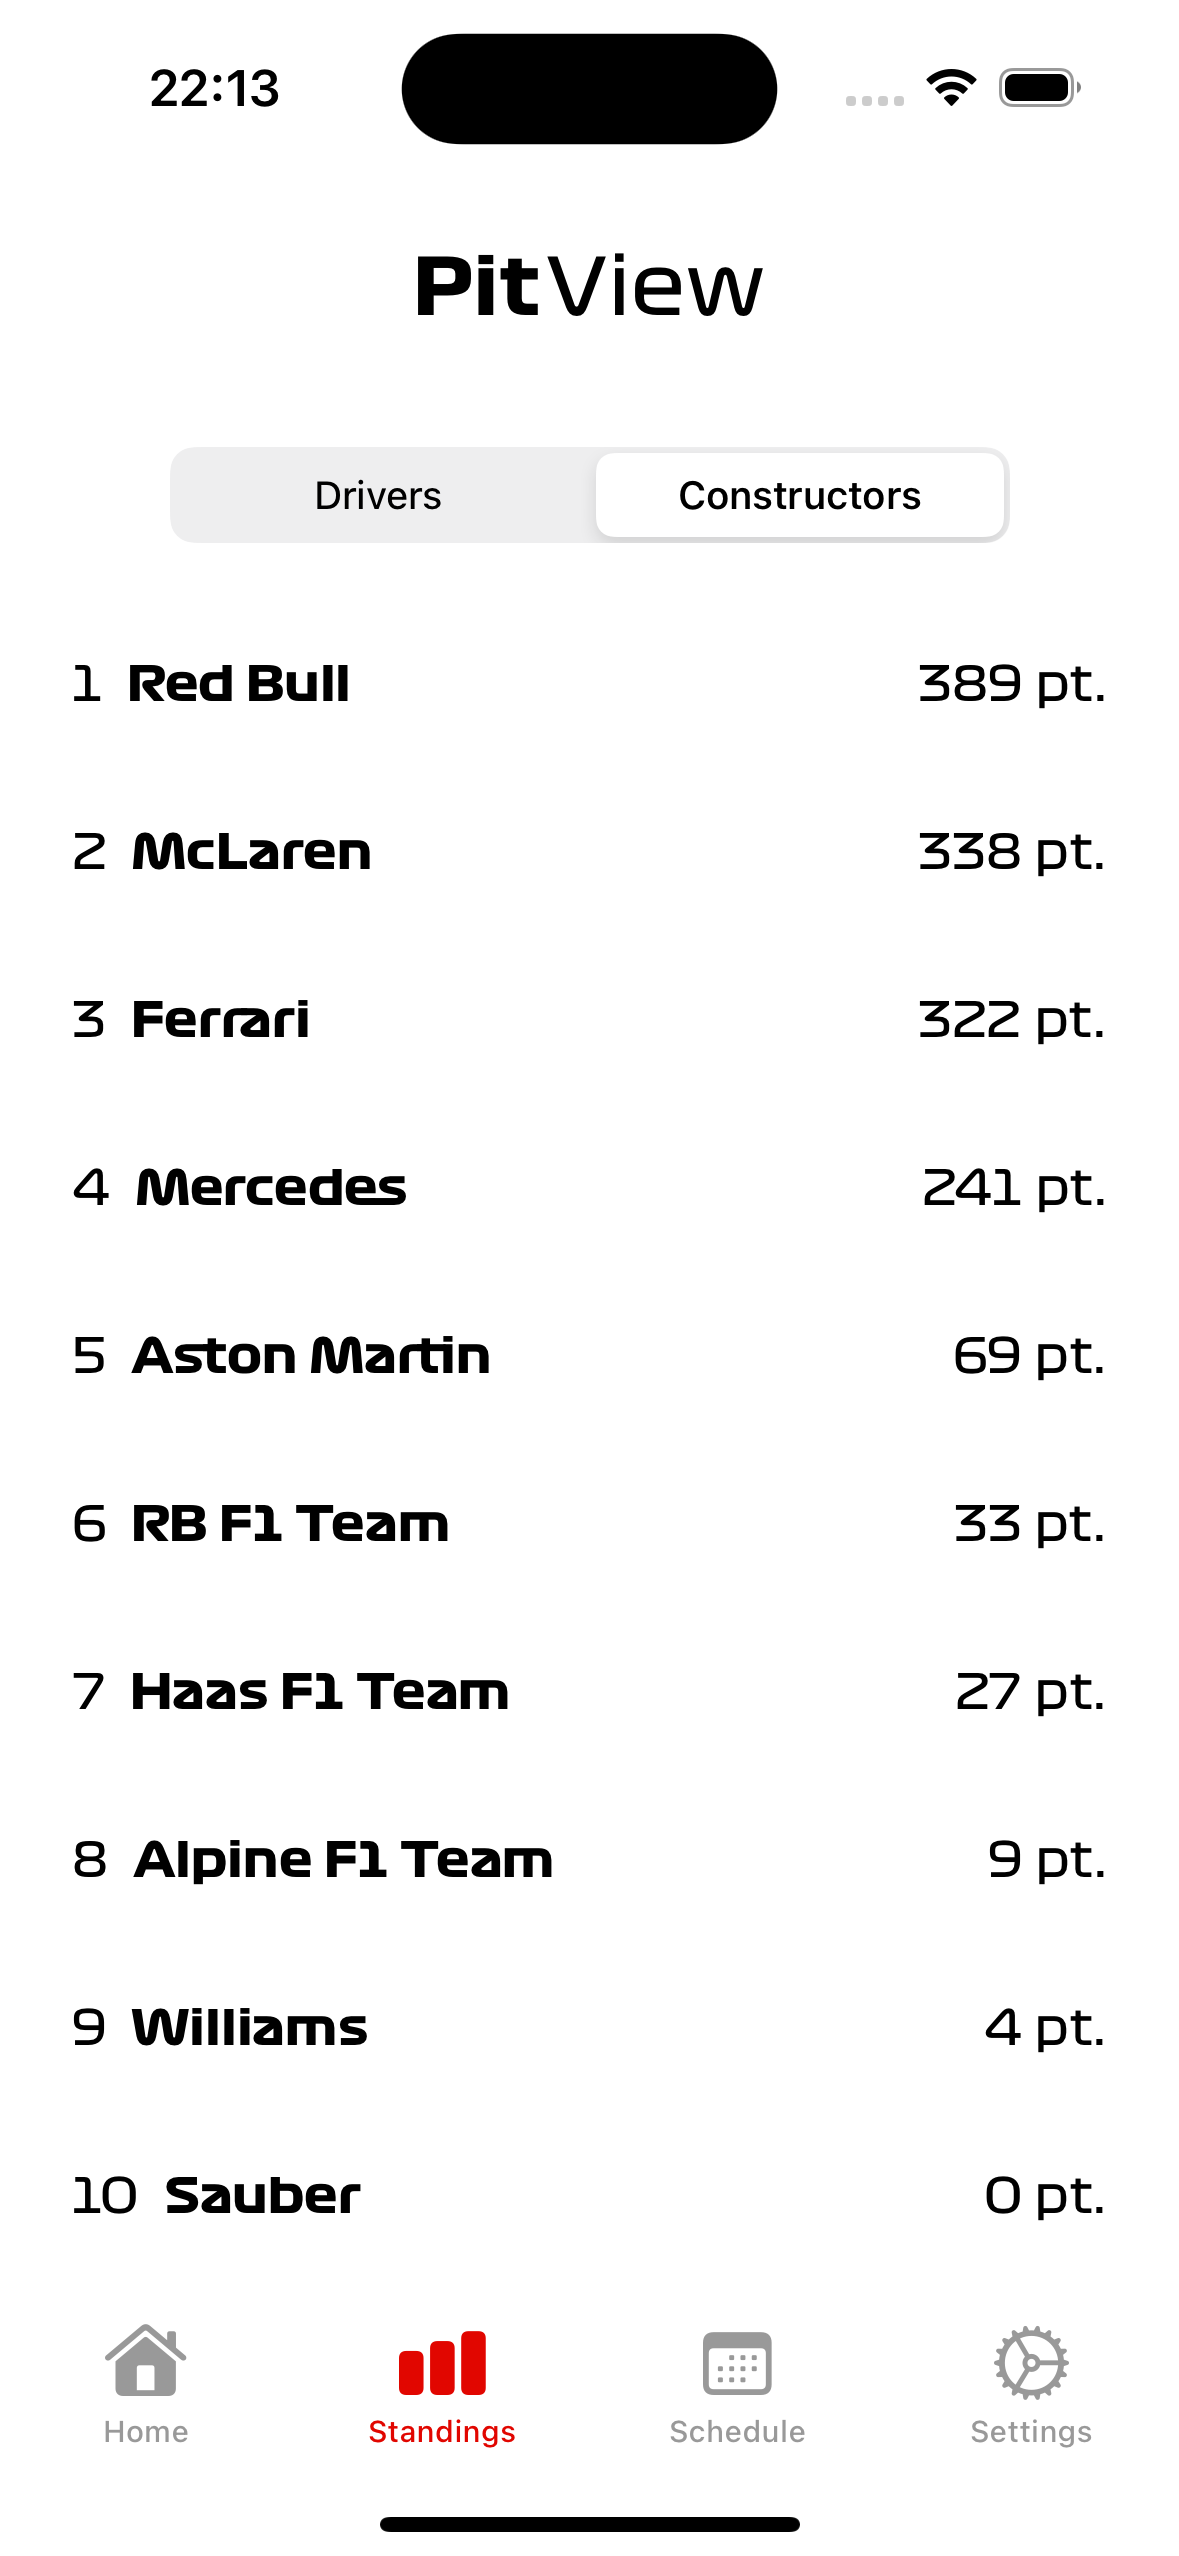 22:13
PitView
Drivers Constructors
1 Red Bull 389 pt.
2 McLaren 338 pt.
3 Ferrari 322 pt.
4 Mercedes 241 pt.
5 Aston Martin 69 pt.
6 RB F1 Team 33 pt.
7 Haas F1 Team 27 pt.
8 Alpine F1 Team 9 pt.
9 Williams 4 pt.
10 Sauber 0 pt.
Home Standings Schedule Settings